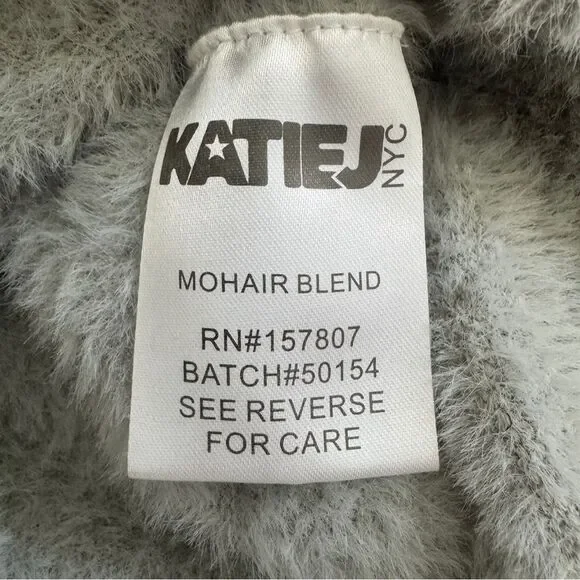 KATIEJ NYC
MOHAIR BLEND
RN#157807
BATCH#50154
SEE REVERSE
FOR CARE